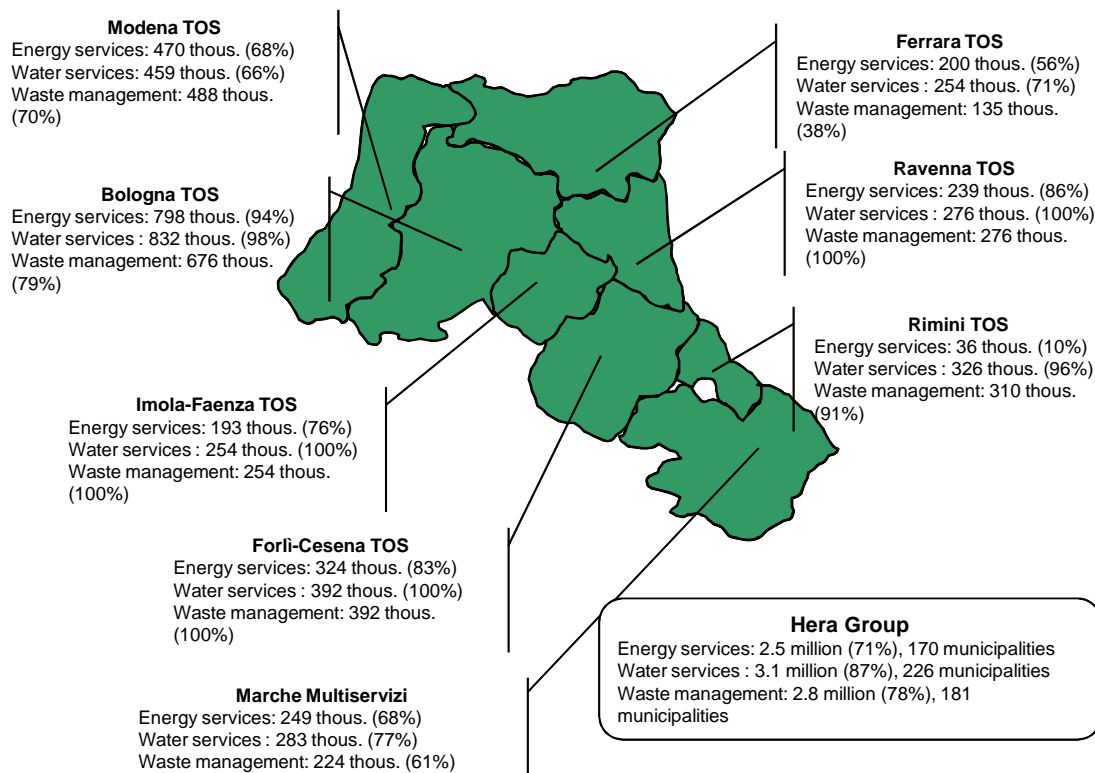 Modena TOS
Energy services: 470 thous. (68%)
Water services: 459 thous. (66%)
Waste management: 488 thous.
(70%)
Ferrara TOS
Energy services: 200 thous. (56%)
Water services : 254 thous. (71%)
Waste management: 135 thous.
(38%)
Bologna TOS
Energy services: 798 thous. (94%)
Water services : 832 thous. (98%)
Waste management: 676 thous.
(79%)
Ravenna TOS
Energy services: 239 thous. (86%)
Water services : 276 thous. (100%)
Waste management: 276 thous.
(100%)
Rimini TOS
Energy services: 36 thous. (10%)
Water services : 326 thous. (96%)
Waste management: 310 thous.
(91%)
Imola-Faenza TOS
Energy services: 193 thous. (76%)
Water services : 254 thous. (100%)
Waste management: 254 thous.
(100%)
Forlì-Cesena TOS
Energy services: 324 thous. (83%)
Water services : 392 thous. (100%)
Waste management: 392 thous.
(100%)
Hera Group
Energy services: 2.5 million (71%), 170 municipalities
Water services : 3.1 million (87%), 226 municipalities
Waste management: 2.8 million (78%), 181
municipalities
Marche Multiservizi
Energy services: 249 thous. (68%)
Water services : 283 thous. (77%)
Waste management: 224 thous. (61%)